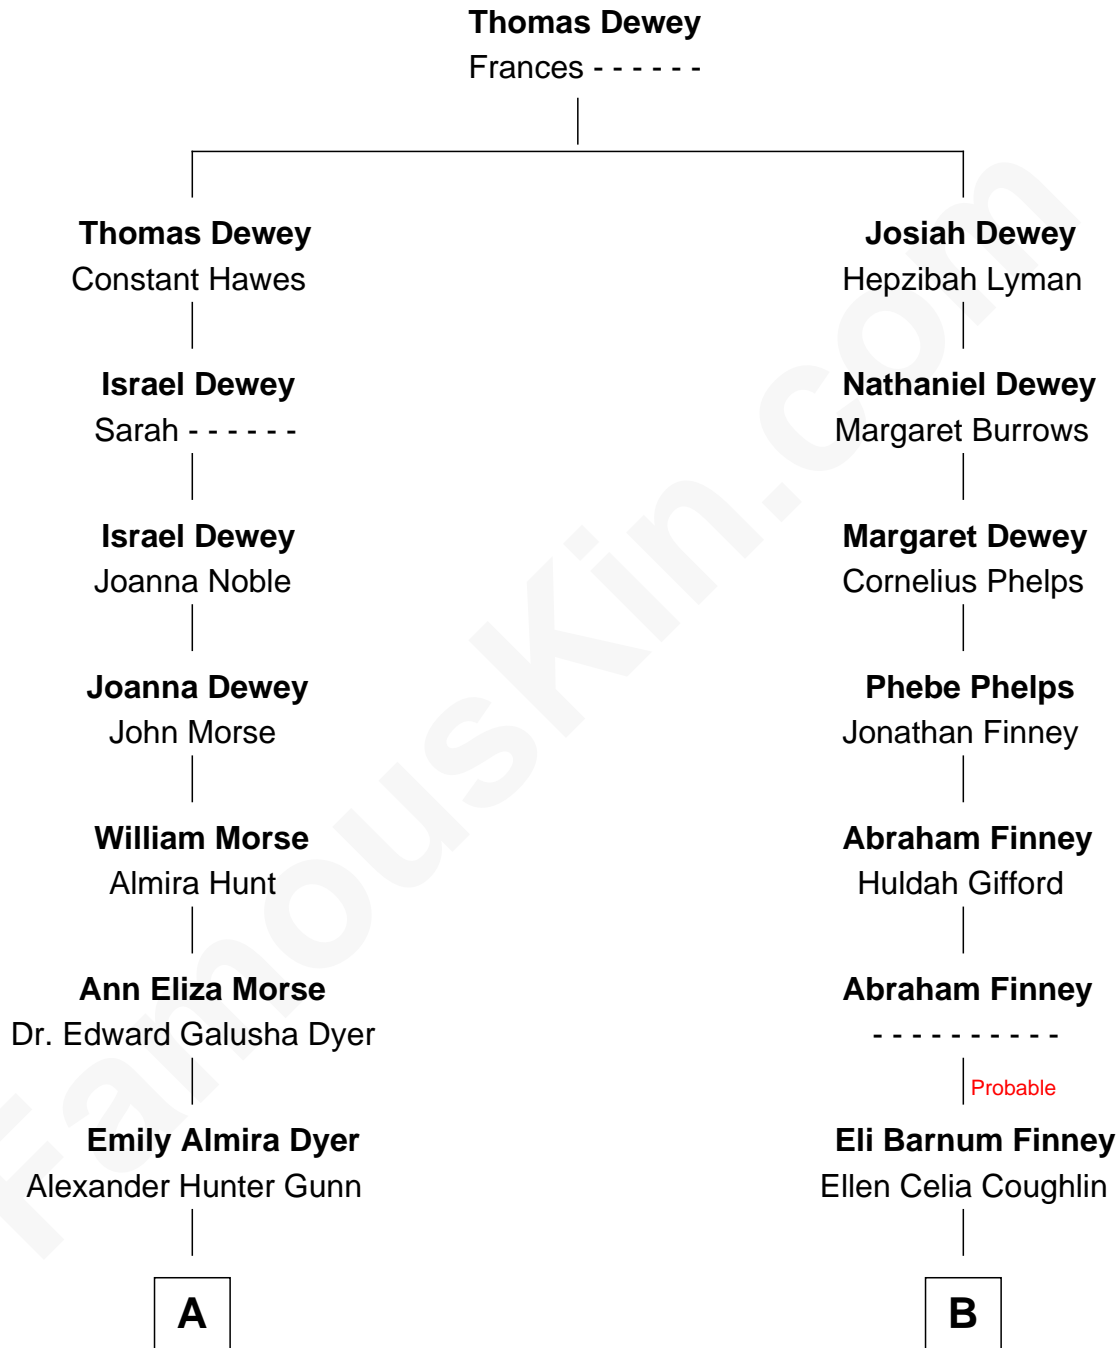 Thomas Dewey
Frances - - - - - -
Thomas Dewey
Constant Hawes
Israel Dewey
Sarah - - - - - -
Israel Dewey
Joanna Noble
Joanna Dewey
John Morse
William Morse
Almira Hunt
Ann Eliza Morse
Dr. Edward Galusha Dyer
Emily Almira Dyer
Alexander Hunter Gunn
A
Josiah Dewey
Hepzibah Lyman
Nathaniel Dewey
Margaret Burrows
Margaret Dewey
Cornelius Phelps
Phebe Phelps
Jonathan Finney
Abraham Finney
Huldah Gifford
Abraham Finney
- - - - - - - - - -
Probable
Eli Barnum Finney
Ellen Celia Coughlin
B
FamousKin.com